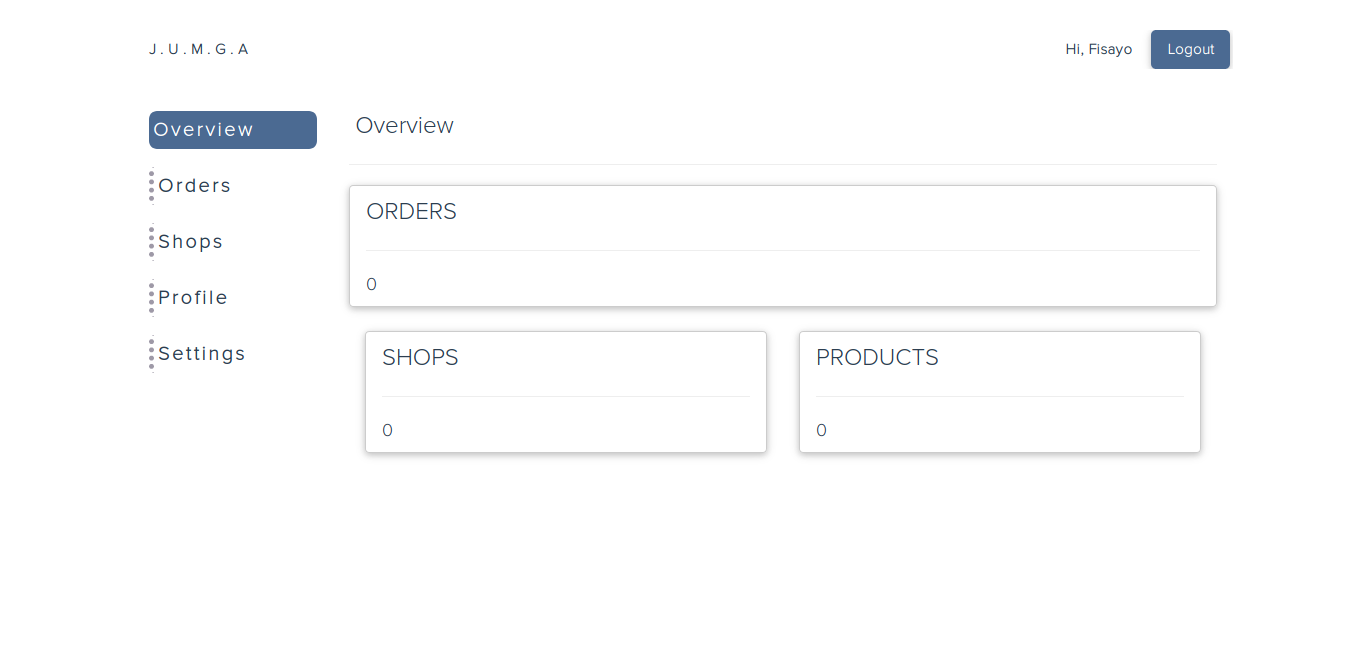 J.U.M.G.A
Hi, Fisayo
Logout
Overview
Orders
Shops
Profile
Settings
Overview
ORDERS
0
SHOPS
0
PRODUCTS
0